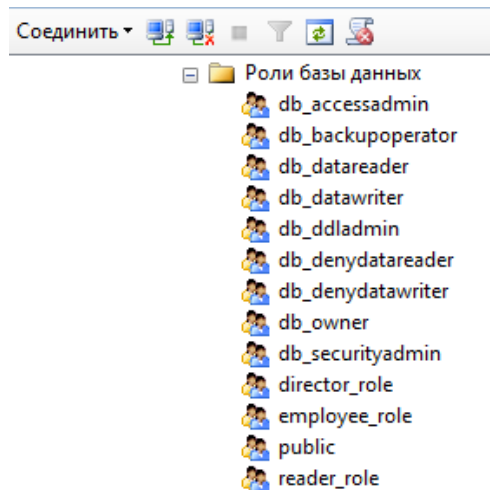 Соединить
Роли базы данных
db_accessadmin
db_backupoperator
db_datareader
db_datawriter
db_ddladmin
db_denydatareader
db_denydatawriter
db_owner
db_securityadmin
director_role
employee_role
public
reader_role